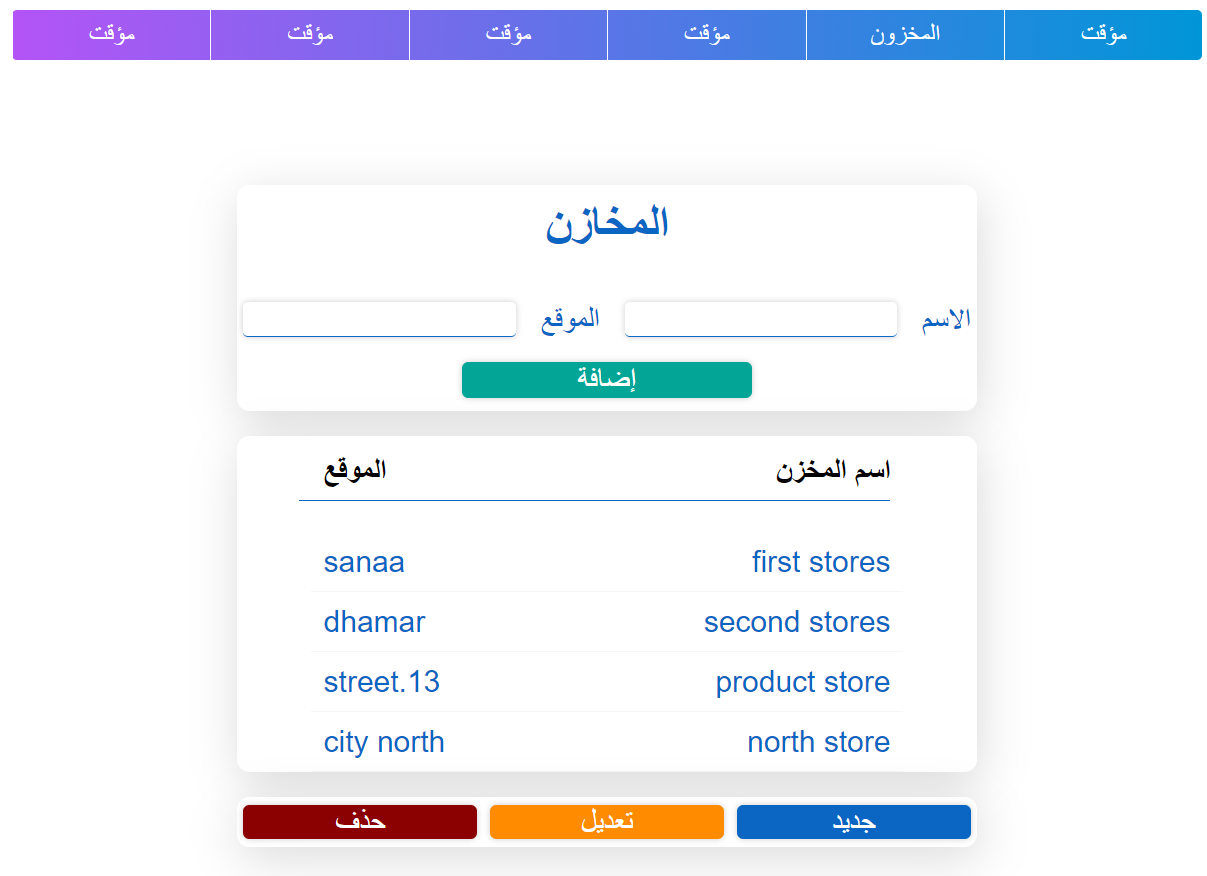 مؤقت المخزون مؤقت مؤقت مؤقت مؤقت
المخازن
الاسم الموقع
إضافة
اسم المخزن الموقع
first stores sanaa
second stores dhamar
product store street.13
north store city north
جديد تعديل حذف